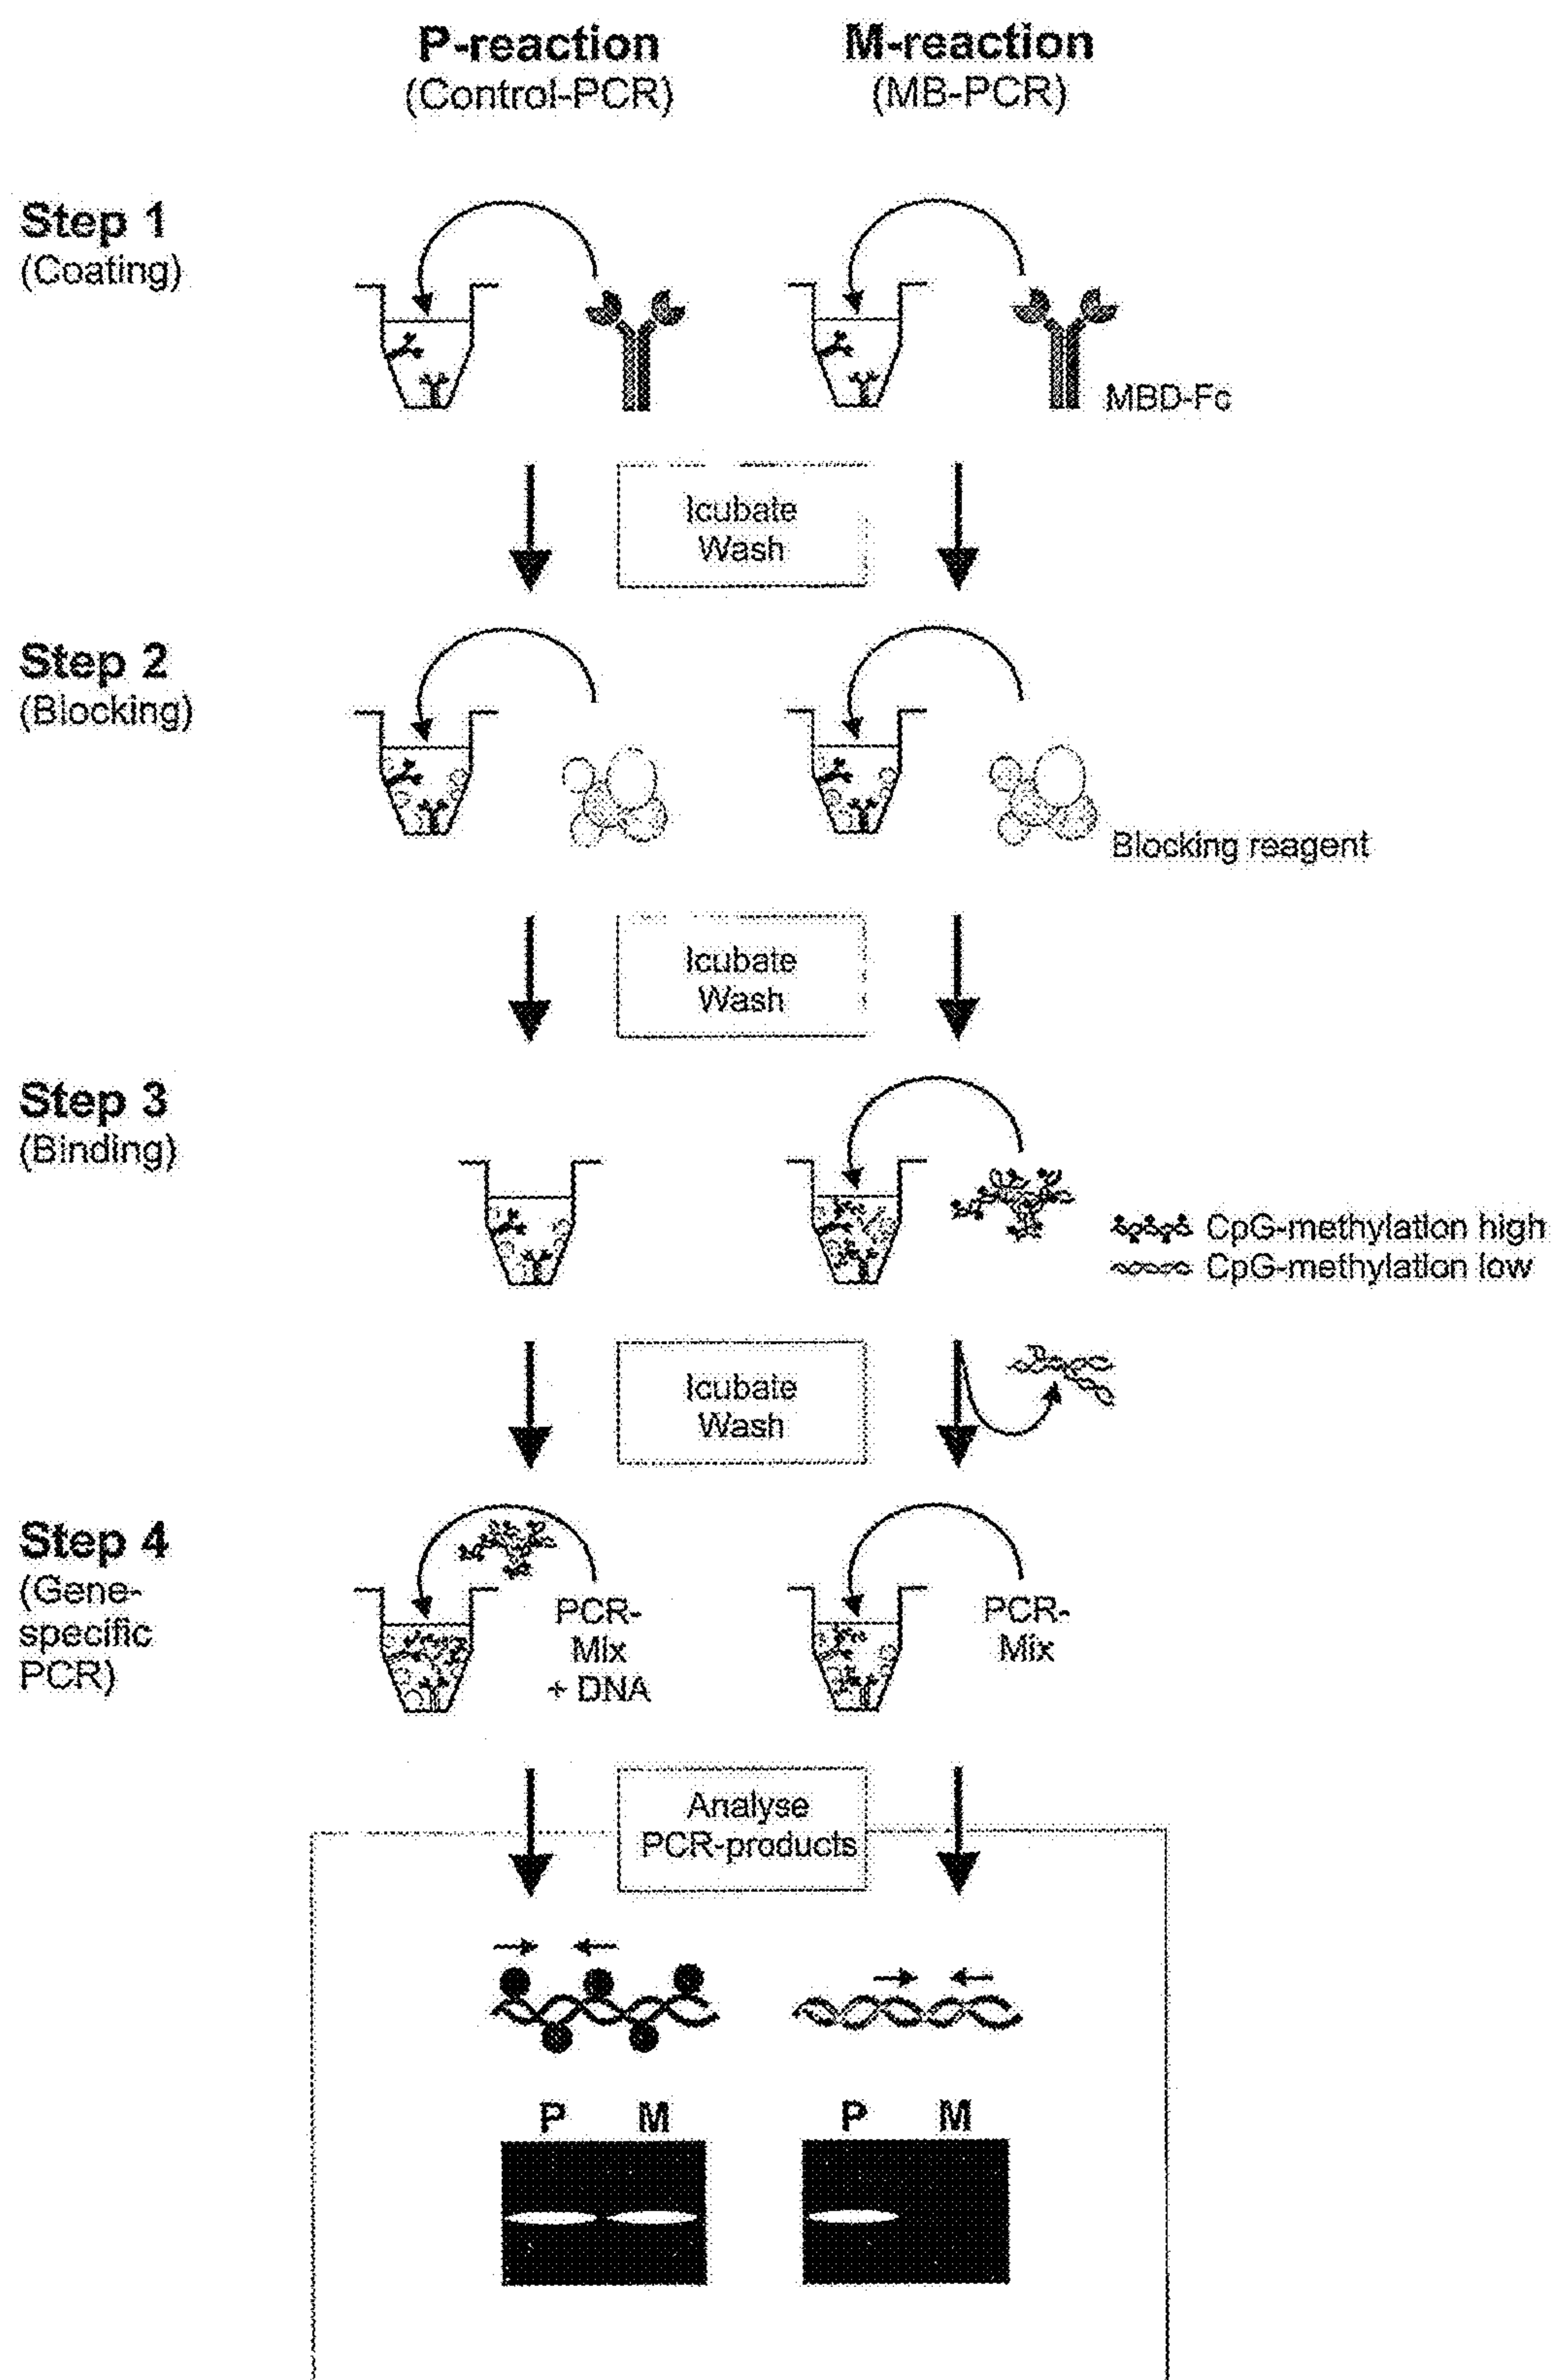 P-reaction
(Control-PCR)
M-reaction
(MB-PCR)
Step 1
(Coating)
MBD-Fc
Icubate
Wash
Step 2
(Blocking)
Blocking reagent
Icubate
Wash
Step 3
(Binding)
CpG-methylation high
CpG-methylation low
Icubate
Wash
Step 4
(Gene-
specific
PCR)
PCR-
Mix
+ DNA
PCR-
Mix
Analyse
PCR-products
P M
P M